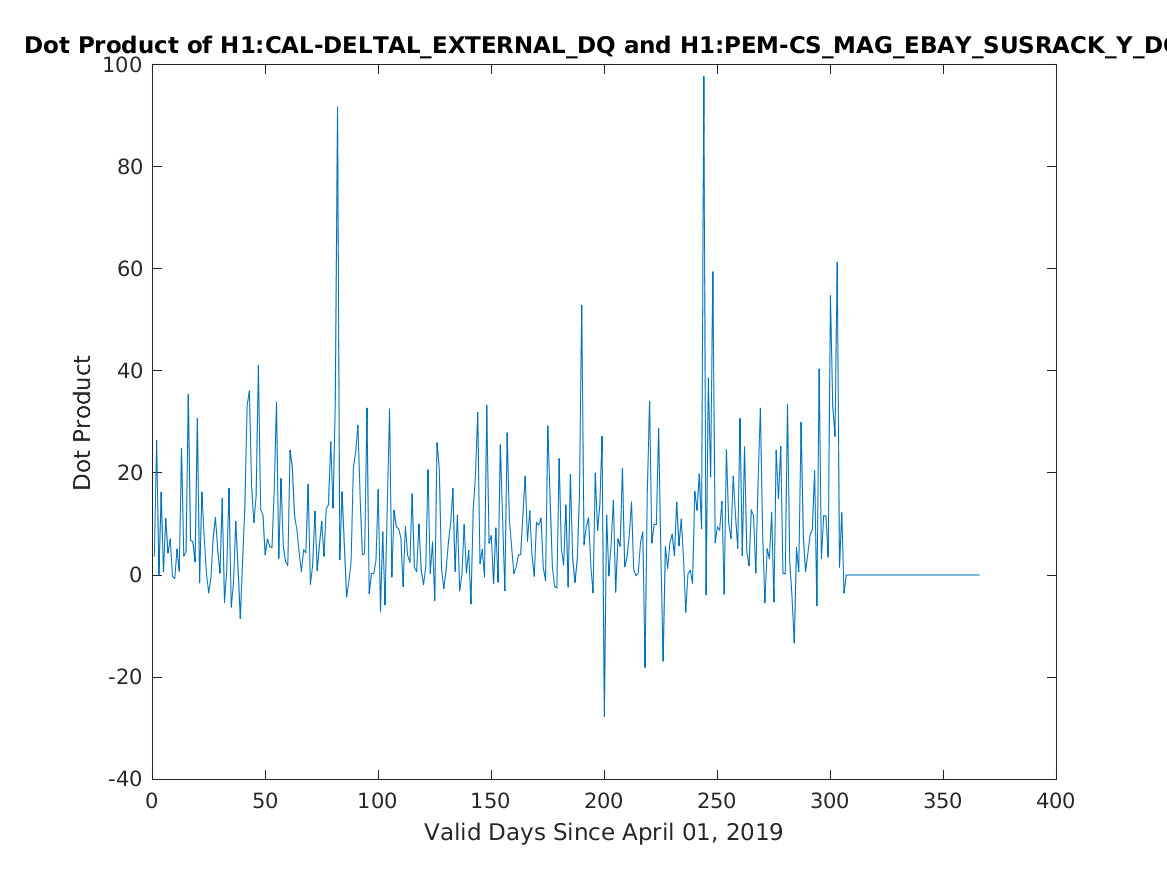 Dot Product of H1:CAL-DELTAL_EXTERNAL_DQ and H1:PEM-CS_MAG_EBAY_SUSRACK_Y_D
100
80
60
40
20
0
-20
-40
Dot Product
0 50 100 150 200 250 300 350 400
Valid Days Since April 01, 2019